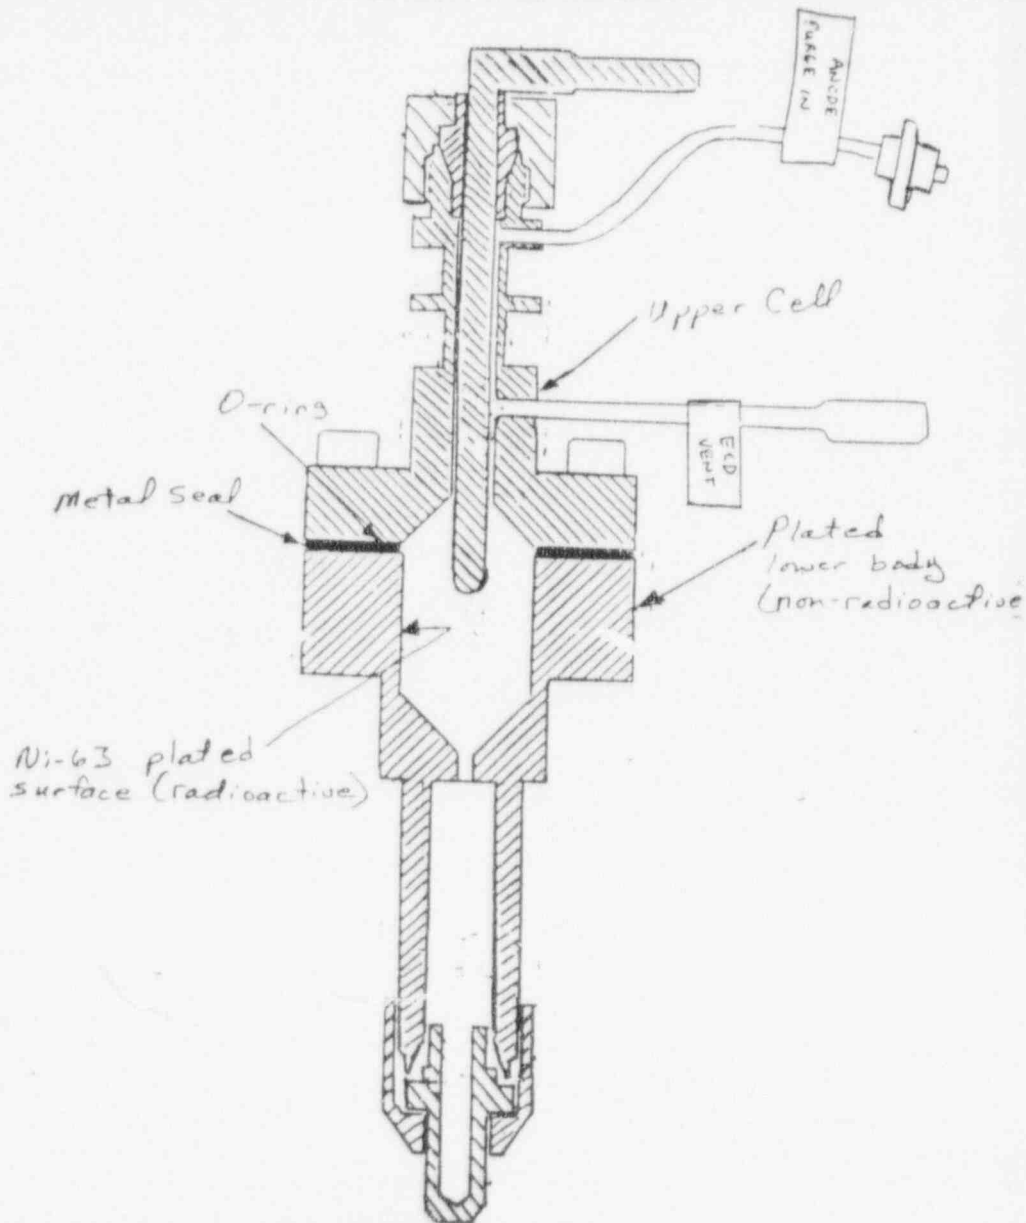 ANODE
PURGE IN
Upper Cell
O-ring
ECD
VENT
Metal Seal
Plated
lower body
(non-radioactive
Ni-63 plated
surface (radioactive)